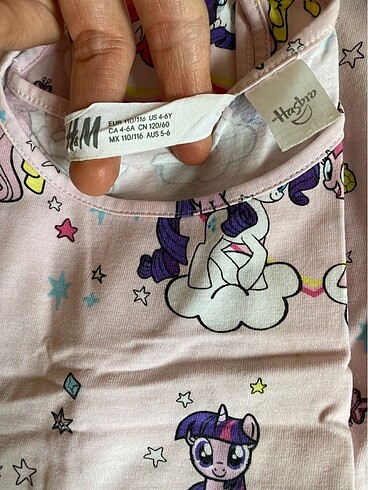 H&M
EUR 110/116 US 4-6Y
CA 4-6A CN 120/60
MX 110/116 AUS 5-6
Hasbro